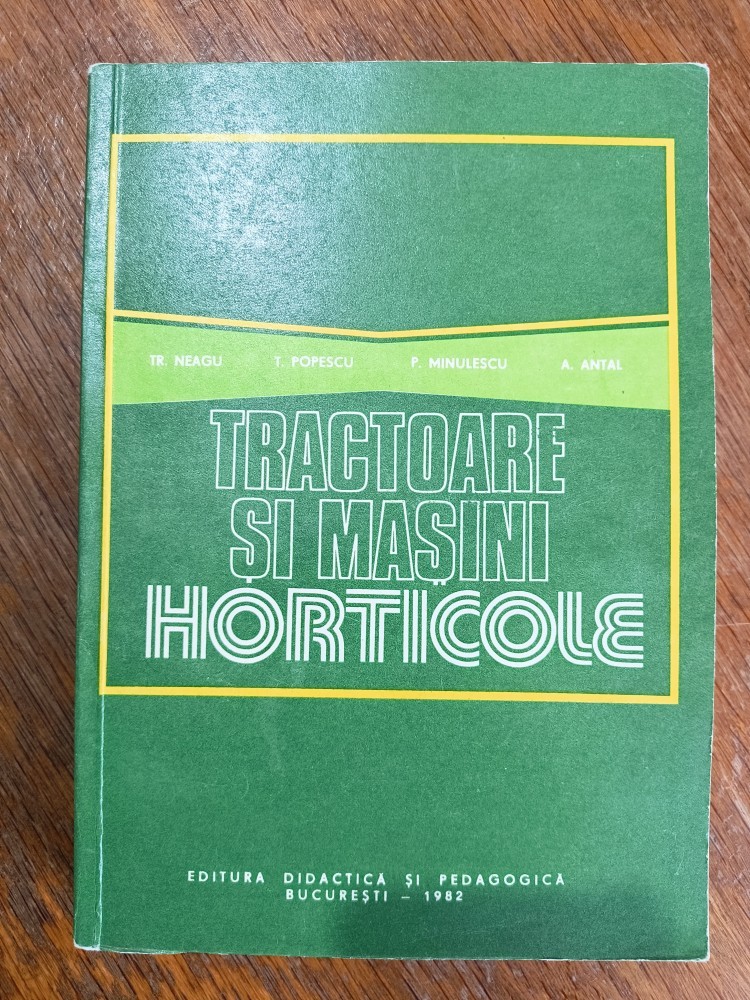 TR. NEAGU T. POPESCU P. MINULESCU A. ANTAL
TRACTOARE
ȘI MAȘINI
HORTICOLE
EDITURA DIDACTICĂ ȘI PEDAGOGICĂ
BUCUREȘTI – 1982